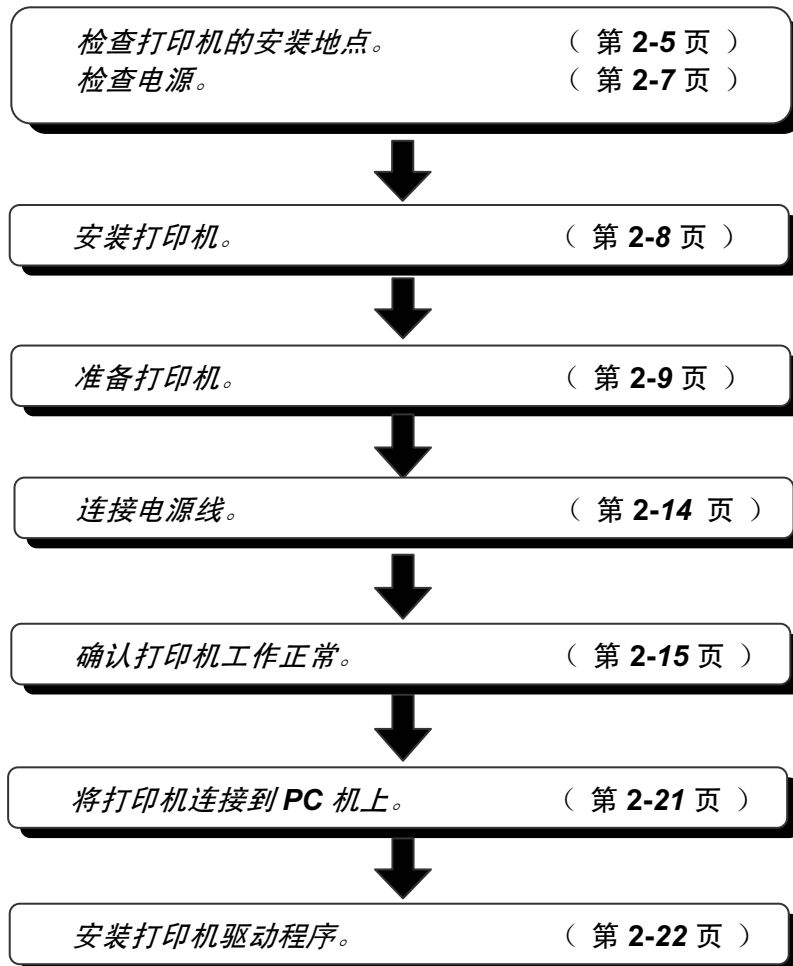 检查打印机的安装地点。 （ 第 2-5 页 ）
检查电源。 （ 第 2-7 页 ）
安装打印机。 （ 第 2-8 页 ）
准备打印机。 （ 第 2-9 页 ）
连接电源线。 （ 第 2-14 页 ）
确认打印机工作正常。 （ 第 2-15 页 ）
将打印机连接到 PC 机上。 （ 第 2-21 页 ）
安装打印机驱动程序。 （ 第 2-22 页 ）